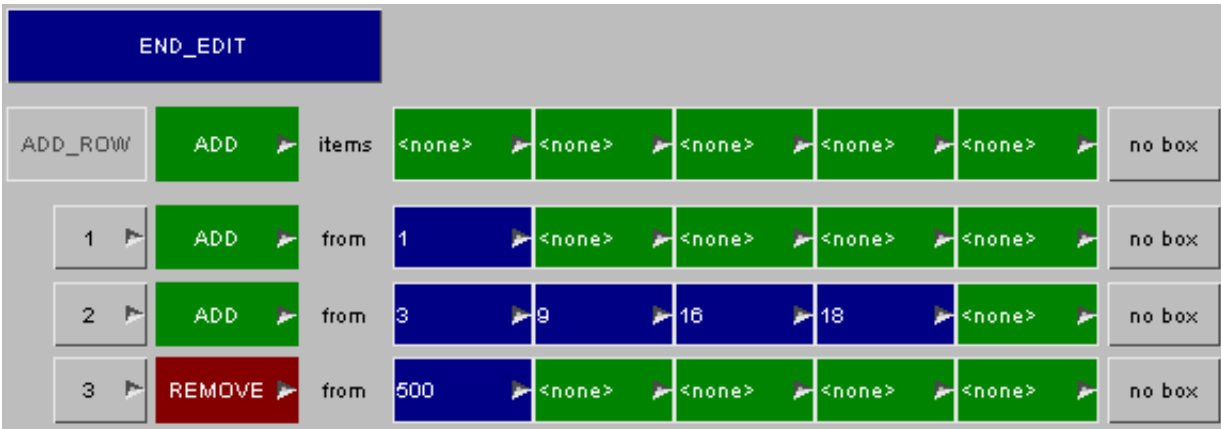 END_EDIT
ADD_ROW ADD items <none> <none> <none> <none> <none> no box
1 ADD from 1 <none> <none> <none> <none> no box
2 ADD from 3 9 16 18 <none> no box
3 REMOVE from 500 <none> <none> <none> <none> no box